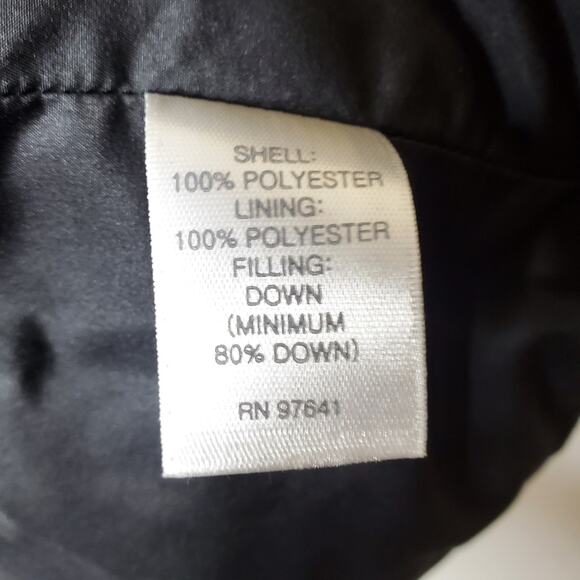 SHELL:
100% POLYESTER
LINING:
100% POLYESTER
FILLING:
DOWN
(MINIMUM
80% DOWN)
RN 97641